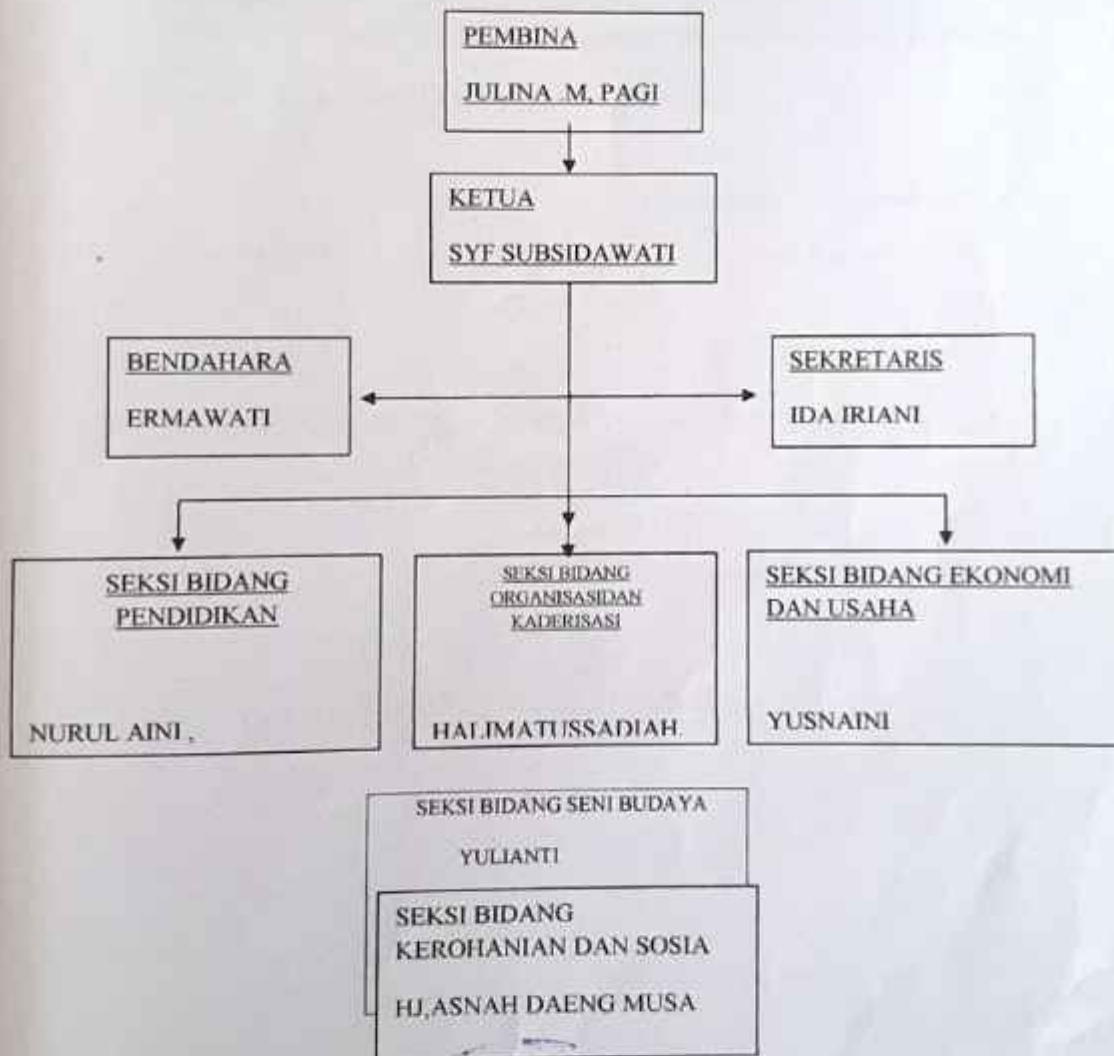 PEMBINA
JULINA M, PAGI
KETUA
SYF SUBSIDAWATI
BENDAHARA
ERMAWATI
SEKRETARIS
IDA IRIANI
SEKSI BIDANG
PENDIDIKAN
NURUL AINI ,
SEKSI BIDANG
ORGANISASIDAN
KADERISASI
HALIMATUSSADIAH.
SEKSI BIDANG EKONOMI
DAN USAHA
YUSNAINI
SEKSI BIDANG SENI BUDAYA
YULIANTI
SEKSI BIDANG
KEROHANIAN DAN SOSIA
HJ,ASNAH DAENG MUSA